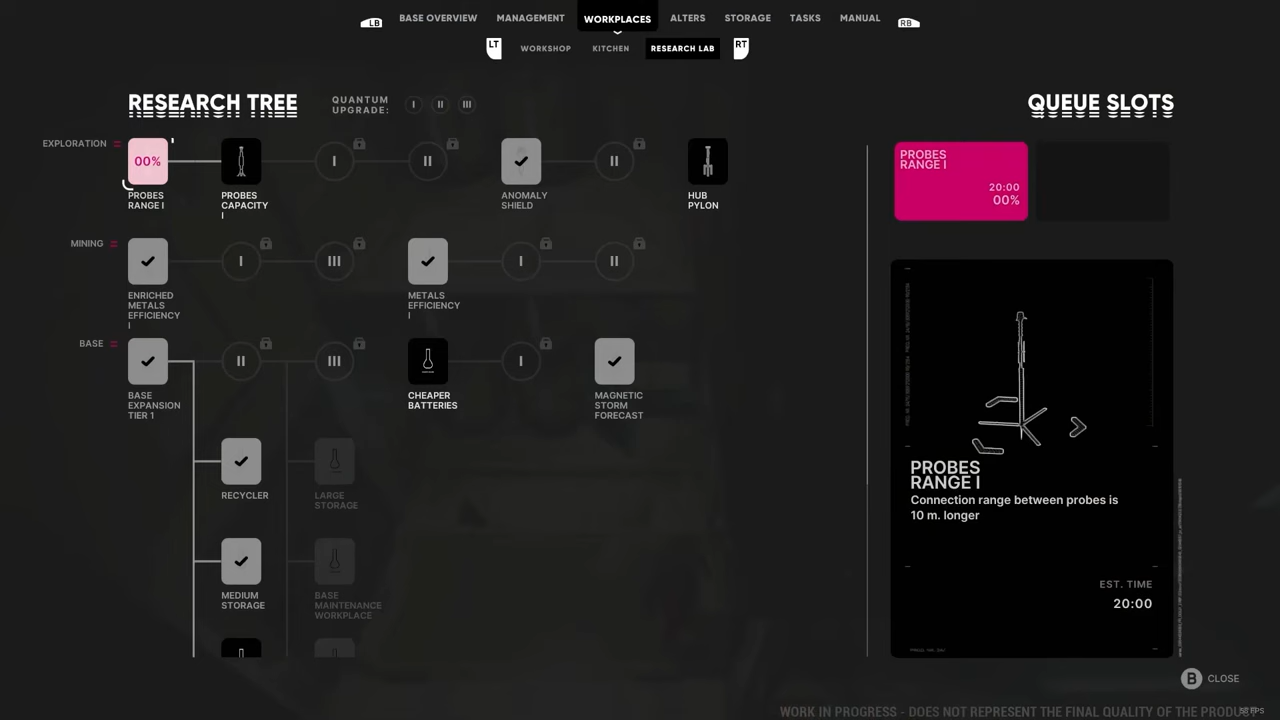 LB BASE OVERVIEW MANAGEMENT WORKPLACES ALTERS STORAGE TASKS MANUAL RB
LT WORKSHOP KITCHEN RESEARCH LAB RT
RESEARCH TREE
QUANTUM
UPGRADE:
I II III
QUEUE SLOTS
EXPLORATION
00%
I
II
II
PROBES
RANGE I
PROBES
CAPACITY
I
ANOMALY
SHIELD
HUB
PYLON
MINING
I
III
I
II
ENRICHED
METALS
EFFICIENCY
I
METALS
EFFICIENCY
I
BASE
II
III
I
BASE
EXPANSION
TIER 1
CHEAPER
BATTERIES
MAGNETIC
STORM
FORECAST
RECYCLER
LARGE
STORAGE
MEDIUM
STORAGE
BASE
MAINTENANCE
WORKPLACE
PROBES
RANGE I
20:00
00%
PROBES
RANGE I
Connection range between probes is
10 m. longer
EST. TIME
20:00
B CLOSE
WORK IN PROGRESS - DOES NOT REPRESENT THE FINAL QUALITY OF THE PRODUCT